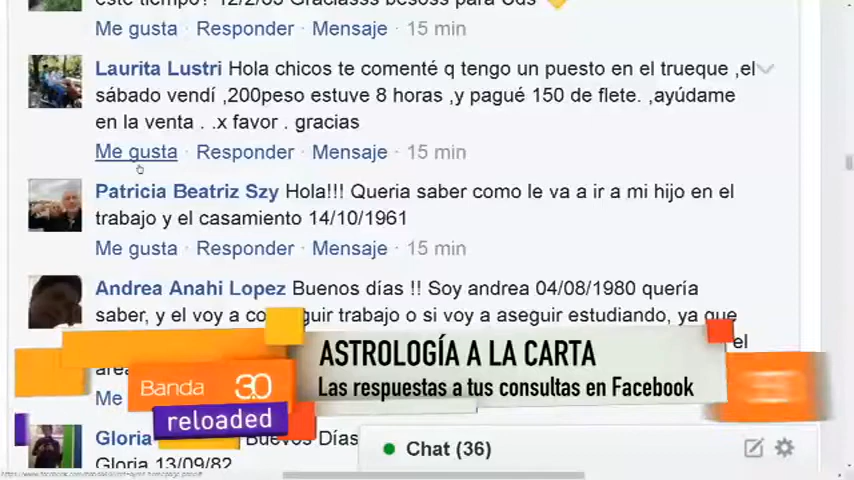 este tiempo? 12/2/85 Graciasss besoss para Uds
Me gusta · Responder · Mensaje · 15 min
Laurita Lustri Hola chicos te comenté q tengo un puesto en el trueque ,el
sábado vendí ,200peso estuve 8 horas ,y pagué 150 de flete. ,ayúdame
en la venta . .x favor . gracias
Me gusta · Responder · Mensaje · 15 min
Patricia Beatriz Szy Hola!!! Queria saber como le va a ir a mi hijo en el
trabajo y el casamiento 14/10/1961
Me gusta · Responder · Mensaje · 15 min
Andrea Anahi Lopez Buenos días !! Soy andrea 04/08/1980 quería
saber, y el voy a conseguir trabajo o si voy a aseguir estudiando, ya que
el
Me
ASTROLOGÍA A LA CARTA
Las respuestas a tus consultas en Facebook
Banda 3.0
reloaded
Gloria Buenos Días
Gloria 13/09/82
Chat (36)